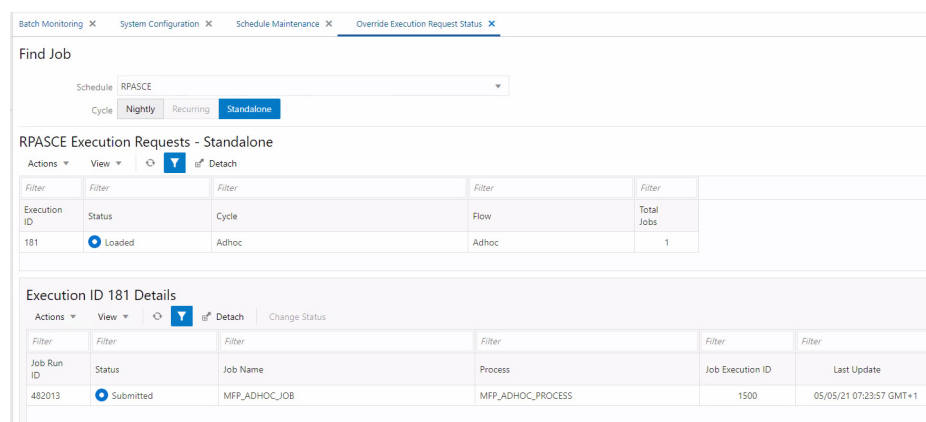 Batch Monitoring ✕ System Configuration ✕ Schedule Maintenance ✕ Override Execution Request Status ✕
Find Job
Schedule RPASCE
Cycle Nightly Recurring Standalone
RPASCE Execution Requests - Standalone
Actions View Detach
Filter Filter Filter Filter Filter
Execution ID Status Cycle Flow Total Jobs
181 Loaded Adhoc Adhoc 1
Execution ID 181 Details
Actions View Detach Change Status
Filter Filter Filter Filter Filter Filter
Job Run ID Status Job Name Process Job Execution ID Last Update
482013 Submitted MFP_ADHOC_JOB MFP_ADHOC_PROCESS 1500 05/05/21 07:23:57 GMT+1